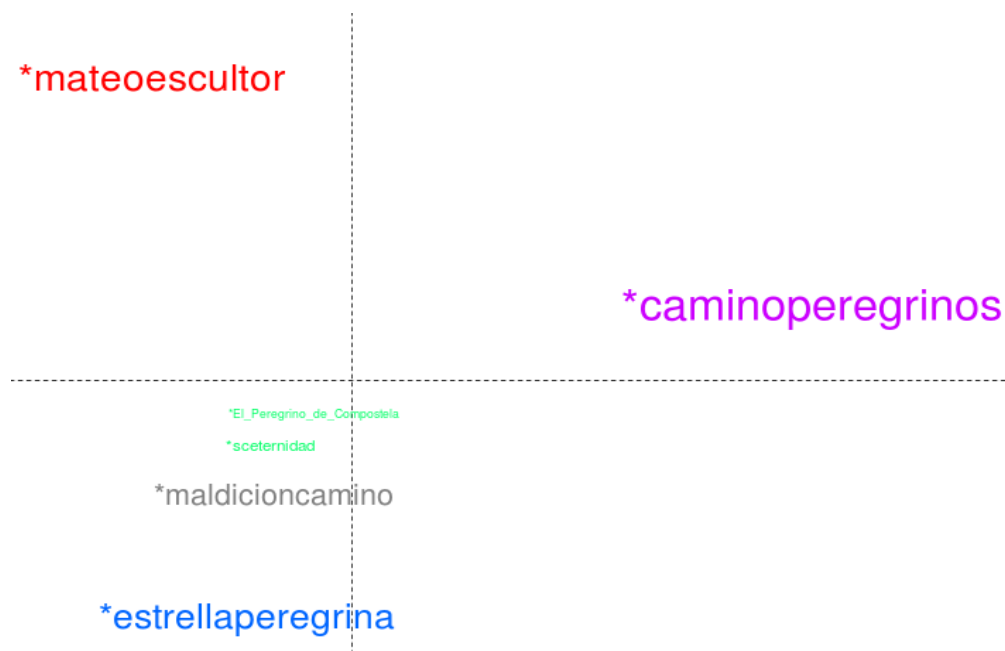 *mateoescultor
*caminoperegrinos
*El_Peregrino_de_Compostela
*sceternidad
*maldicioncamino
*estrellaperegrina